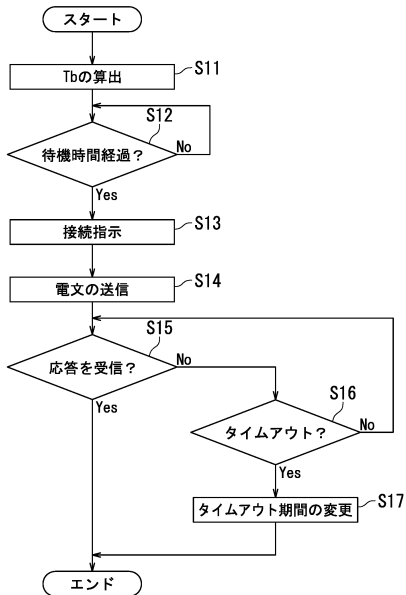 スタート
Tbの算出
S11
S12
待機時間経過?
No
Yes
接続指示
S13
電文の送信
S14
S15
応答を受信?
No
Yes
S16
タイムアウト?
No
Yes
タイムアウト期間の変更
S17
エンド